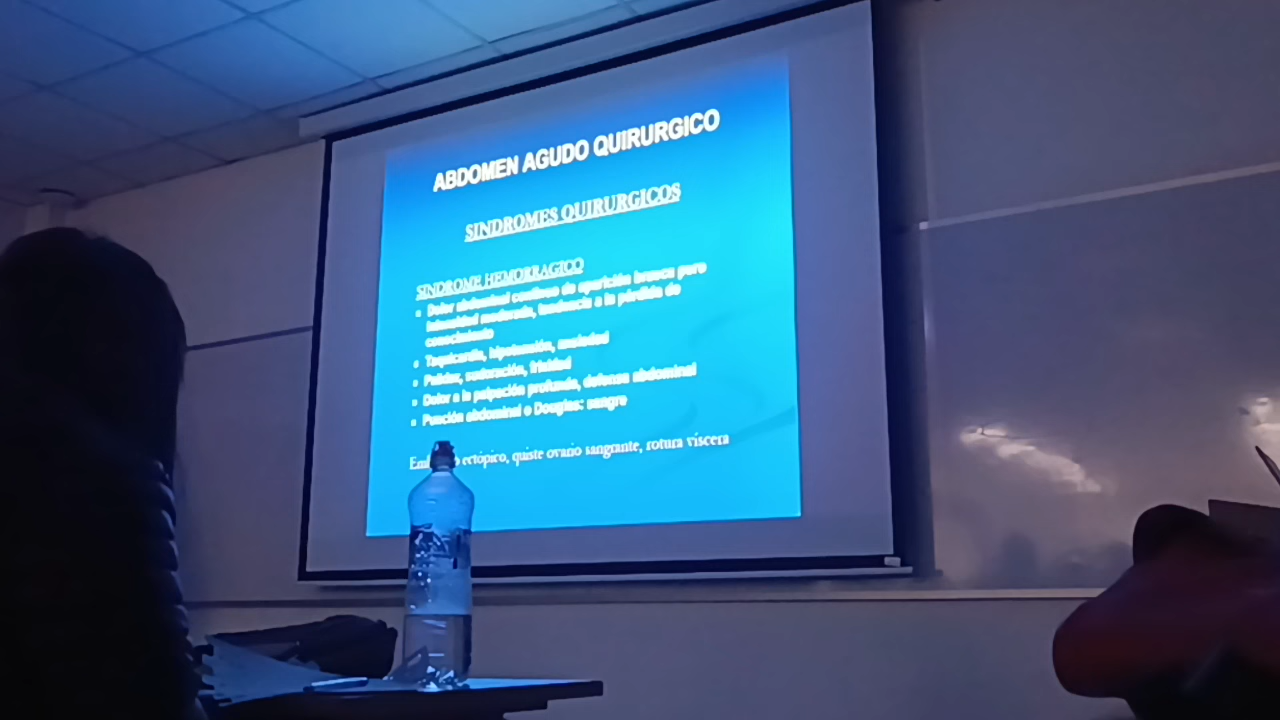 ABDOMEN AGUDO QUIRURGICO
SINDROMES QUIRURGICOS
SINDROME HEMORRAGICO
Dolor abdominal continuo de aparición brusca pero
intensidad moderada, tendencia a la pérdida de
conocimiento
Taquicardia, hipotensión, ansiedad
Palidez, sudoración, frialdad
Dolor a la palpación profunda, defensa abdominal
Punción abdominal o Douglas: sangre
ectópico, quiste ovario sangrante, rotura víscera